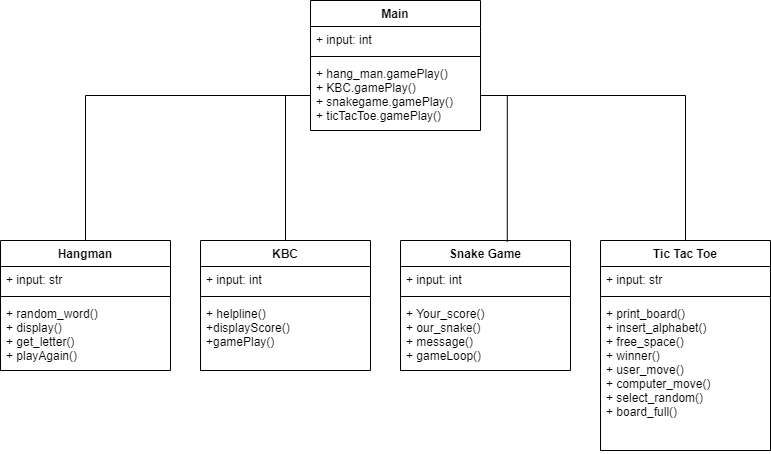 Main
+ input: int
+ hang_man.gamePlay()
+ KBC.gamePlay()
+ snakegame.gamePlay()
+ ticTacToe.gamePlay()
Hangman
+ input: str
+ random_word()
+ display()
+ get_letter()
+ playAgain()
KBC
+ input: int
+ helpline()
+displayScore()
+gamePlay()
Snake Game
+ input: int
+ Your_score()
+ our_snake()
+ message()
+ gameLoop()
Tic Tac Toe
+ input: str
+ print_board()
+ insert_alphabet()
+ free_space()
+ winner()
+ user_move()
+ computer_move()
+ select_random()
+ board_full()